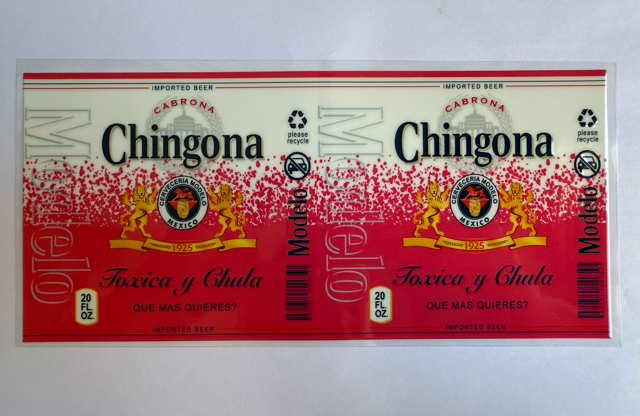 IMPORTED BEER
CABRONA
Chingona
Modelo
CERVECERIA MODELO
MEXICO
1925
Toxica y Chula
QUE MAS QUIERES?
20
FL.
OZ.
IMPORTED BEER
please
recycle
Modelo
IMPORTED BEER
CABRONA
Chingona
Modelo
CERVECERIA MODELO
MEXICO
1925
Toxica y Chula
QUE MAS QUIERES?
20
FL.
OZ.
IMPORTED BEER
please
recycle
Modelo